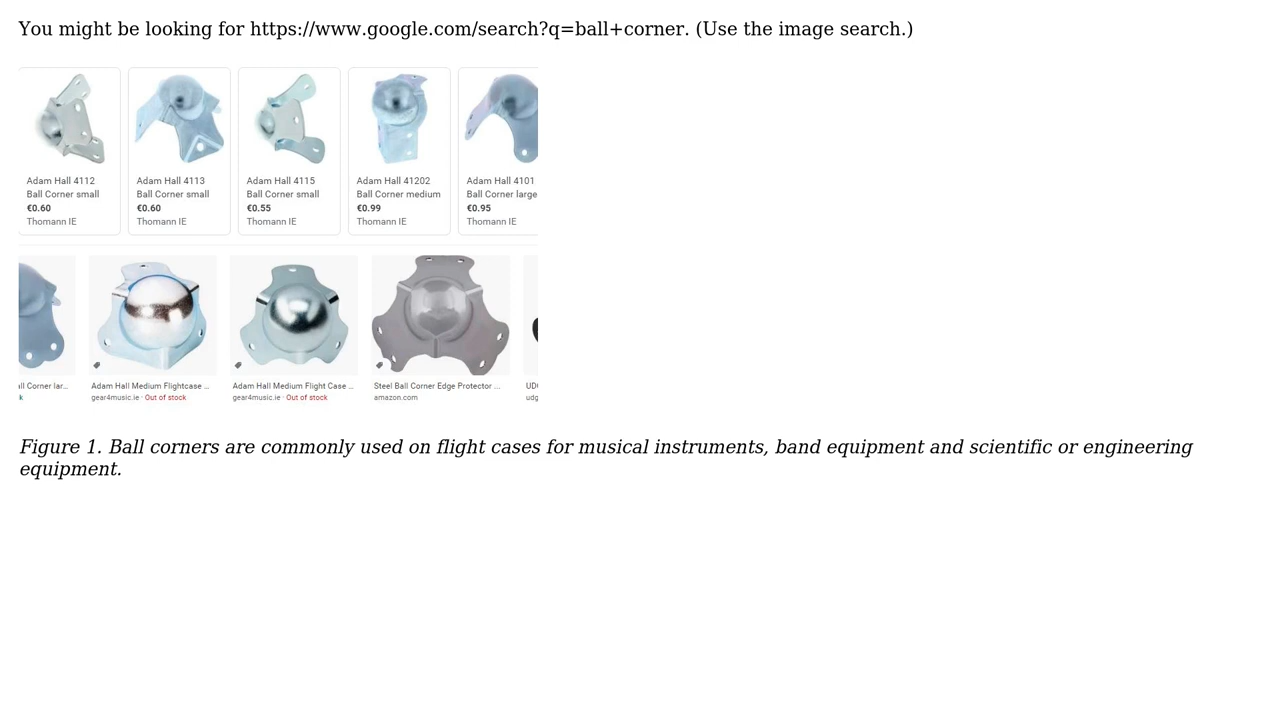 You might be looking for https://www.google.com/search?q=ball+corner. (Use the image search.)
Adam Hall 4112
Ball Corner small
€0.60
Thomann IE
Adam Hall 4113
Ball Corner small
€0.60
Thomann IE
Adam Hall 4115
Ball Corner small
€0.55
Thomann IE
Adam Hall 41202
Ball Corner medium
€0.99
Thomann IE
Adam Hall 4101
Ball Corner large
€0.95
Thomann IE
all Corner lar...
k
Adam Hall Medium Flightcase ...
gear4music.ie · Out of stock
Adam Hall Medium Flight Case ...
gear4music.ie · Out of stock
Steel Ball Corner Edge Protector ...
amazon.com
UDG
udg
Figure 1. Ball corners are commonly used on flight cases for musical instruments, band equipment and scientific or engineering
equipment.